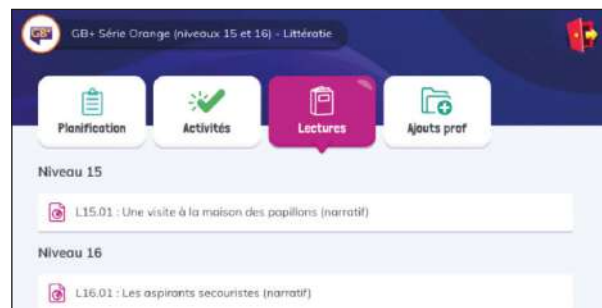 GB+
GB+ Série Orange (niveaux 15 et 16) - Littératie
Planification
Activités
Lectures
Ajouts prof
Niveau 15
L15.01 : Une visite à la maison des papillons (narratif)
Niveau 16
L16.01 : Les aspirants secouristes (narratif)